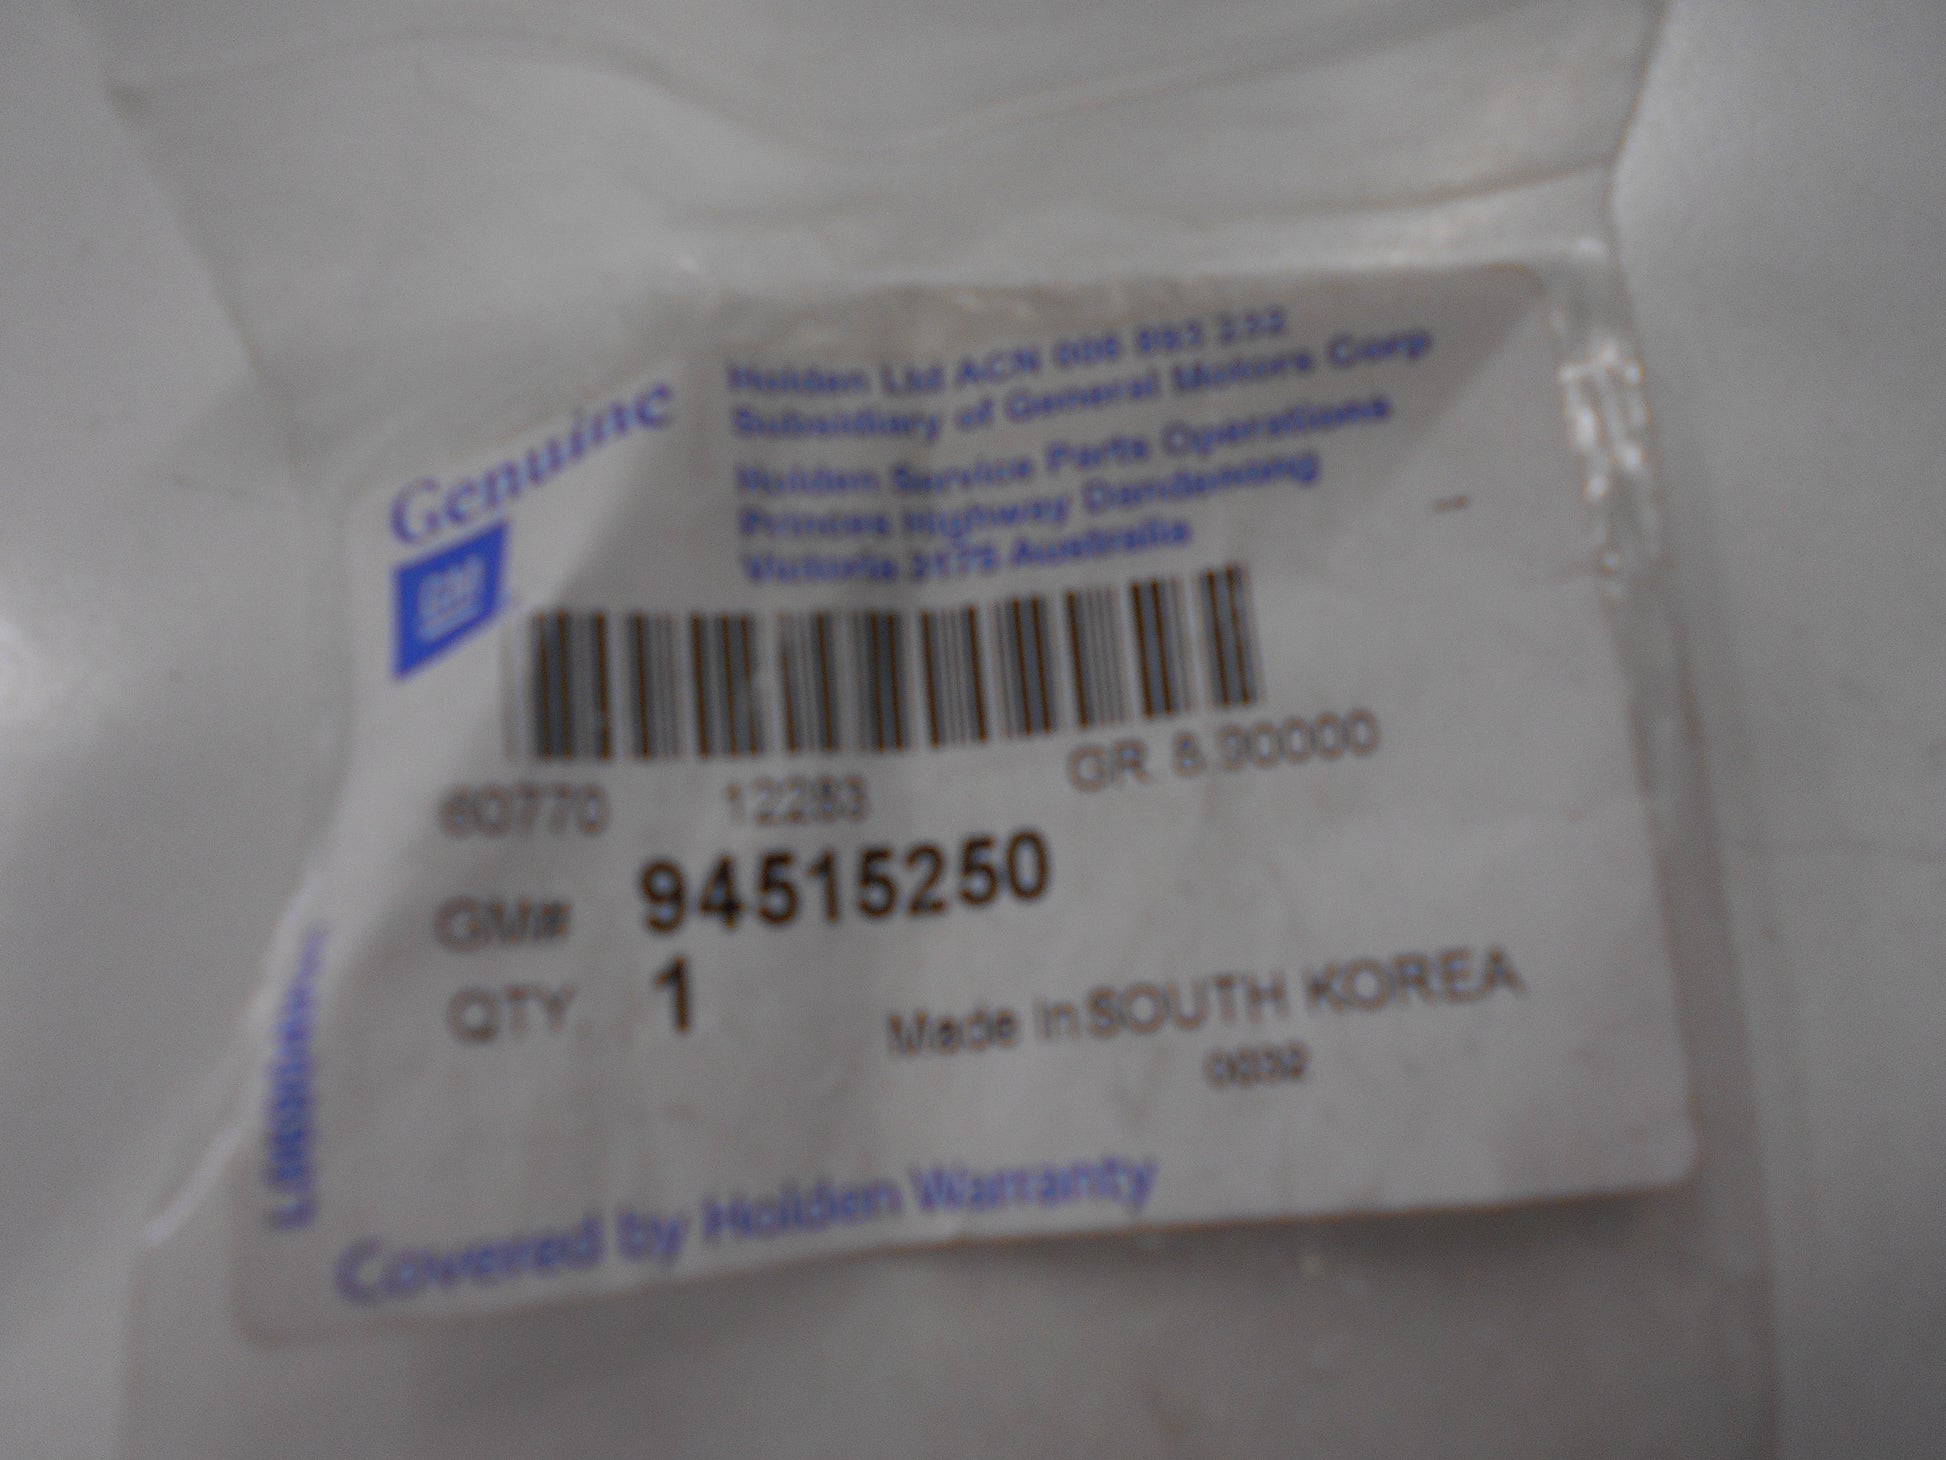 Genuine
GM
Holden Ltd ACN 006 893 232
Subsidiary of General Motors Corp
Holden Service Parts Operations
Princes Highway Dandenong
Victoria 3175 Australia
60770 12283 GR 8.90000
GM# 94515250
QTY 1
Made in SOUTH KOREA
Covered by Holden Warranty